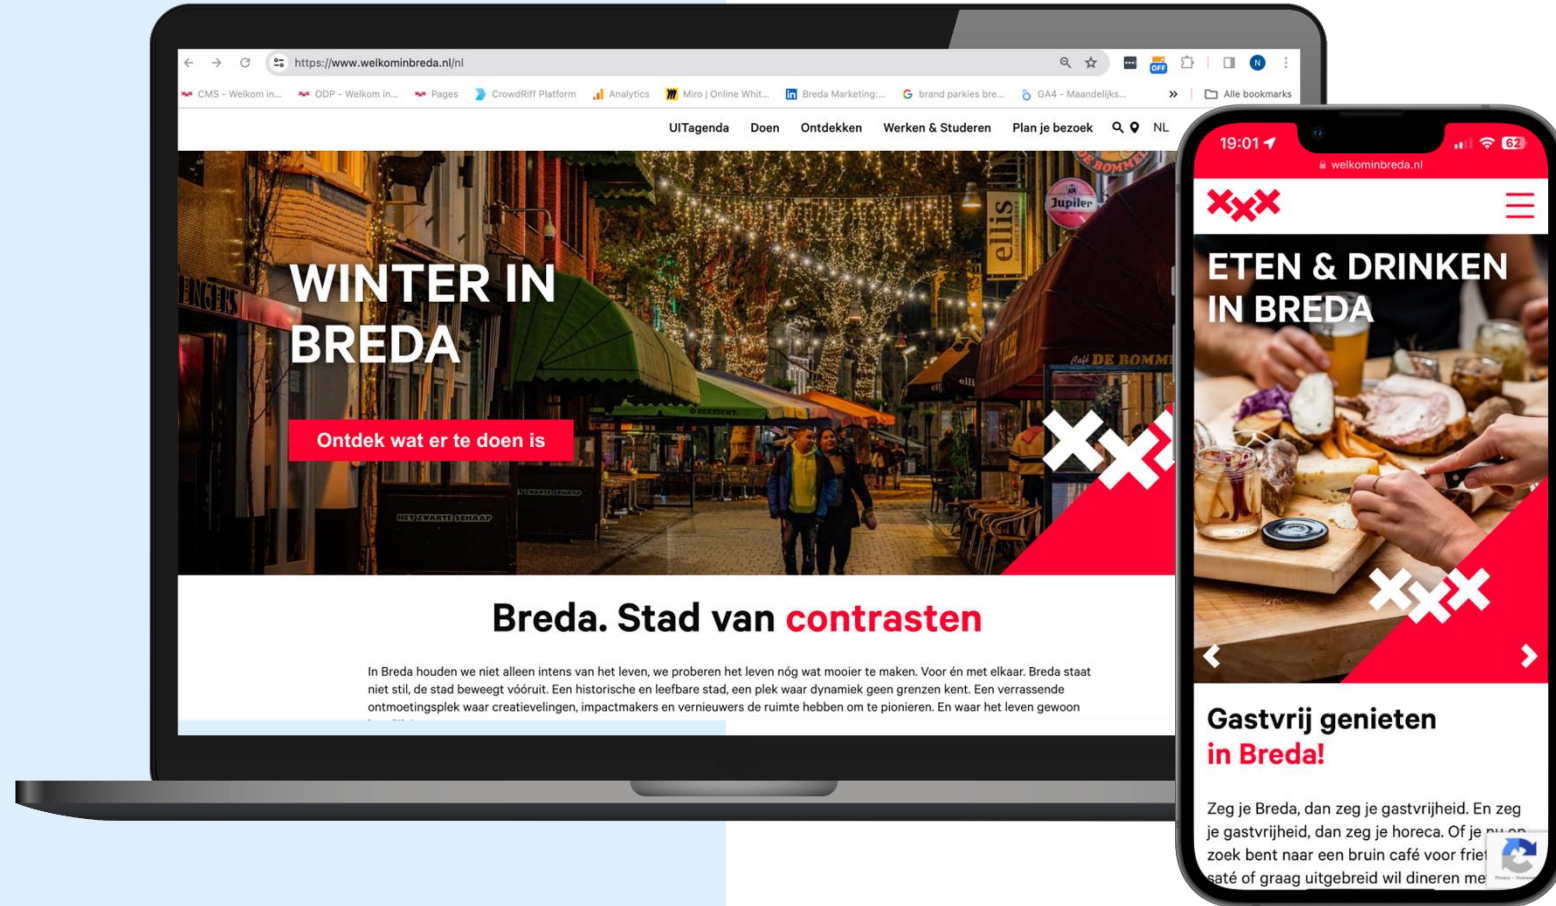 https://www.welkominbreda.nl/nl
CMS - Welkom in...
ODP - Welkom in...
Pages
CrowdRiff Platform
Analytics
Miro | Online Whit...
Breda Marketing:...
brand parkies bre...
GA4 - Maandelijks...
Alle bookmarks
OFF
N
UITagenda Doen Ontdekken Werken & Studeren Plan je bezoek NL
DE BOMMEL
Jupiler
ellis
WINTER IN
BREDA
Café DE BOMM
Ontdek wat er te doen is
HET ZWARTE SCHAAP
Breda. Stad van contrasten
In Breda houden we niet alleen intens van het leven, we proberen het leven nóg wat mooier te maken. Voor én met elkaar. Breda staat
niet stil, de stad beweegt vóóruit. Een historische en leefbare stad, een plek waar dynamiek geen grenzen kent. Een verrassende
ontmoetingsplek waar creatievelingen, impactmakers en vernieuwers de ruimte hebben om te pionieren. En waar het leven gewoon
19:01
62
welkominbreda.nl
ETEN & DRINKEN
IN BREDA
Gastvrij genieten
in Breda!
Zeg je Breda, dan zeg je gastvrijheid. En zeg
je gastvrijheid, dan zeg je horeca. Of je nu op
zoek bent naar een bruin café voor friet
saté of graag uitgebreid wil dineren me